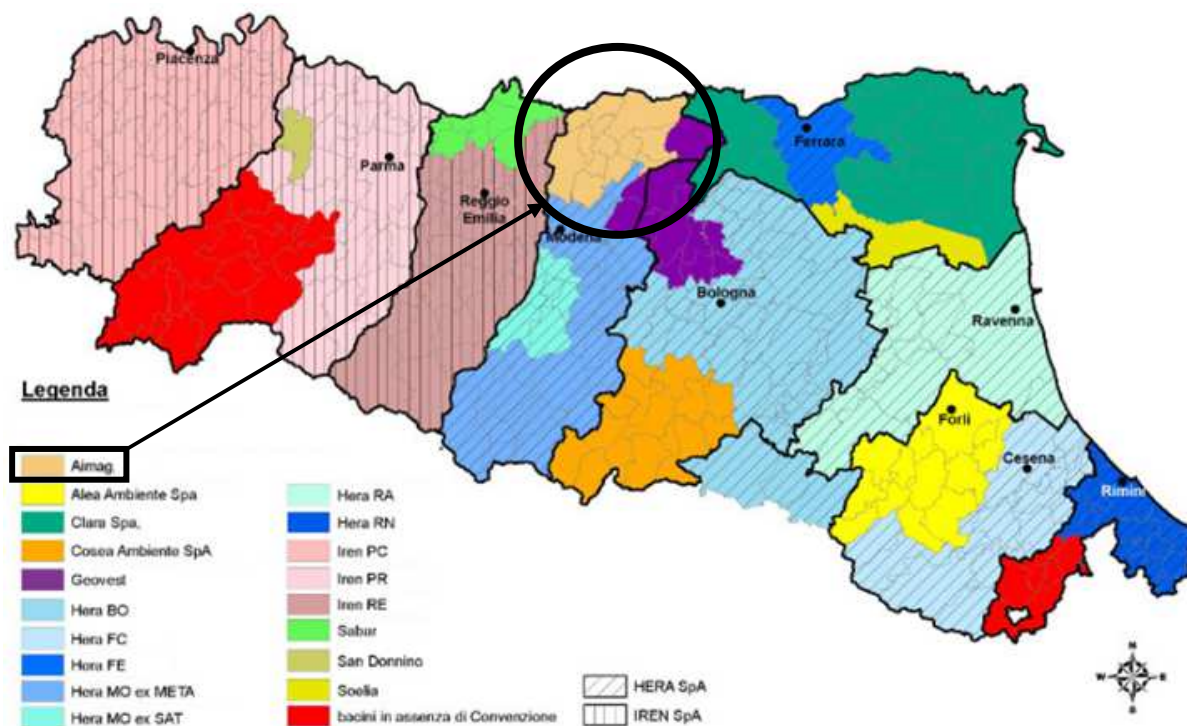 Piacenza
Parma
Reggio
Emilia
Modena
Ferrara
Bologna
Ravenna
Forlì
Cesena
Rimini
Legenda
Aimag.
Alea Ambiente Spa
Clara Spa,
Cosea Ambiente SpA
Geovest
Hera BO
Hera FC
Hera FE
Hera MO ex META
Hera MO ex SAT
Hera RA
Hera RN
Iren PC
Iren PR
Iren RE
Sabar
San Donnino
Soelia
bacini in assenza di Convenzione
HERA SpA
IREN SpA
N
W E
S